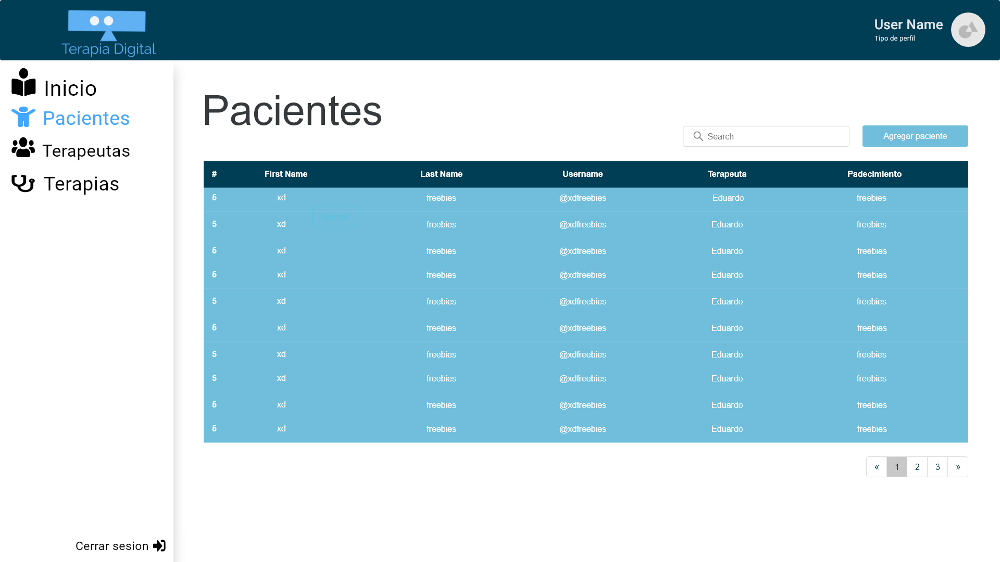 Terapia Digital
User Name
Tipo de perfil
Inicio
Pacientes
Terapeutas
Terapias
Cerrar sesion
Pacientes
Search
Agregar paciente
# First Name Last Name Username Terapeuta Padecimiento
5 xd freebies @xdfreebies Eduardo freebies
Search
5 xd freebies @xdfreebies Eduardo freebies
5 xd freebies @xdfreebies Eduardo freebies
5 xd freebies @xdfreebies Eduardo freebies
5 xd freebies @xdfreebies Eduardo freebies
5 xd freebies @xdfreebies Eduardo freebies
5 xd freebies @xdfreebies Eduardo freebies
5 xd freebies @xdfreebies Eduardo freebies
5 xd freebies @xdfreebies Eduardo freebies
5 xd freebies @xdfreebies Eduardo freebies
« 1 2 3 »